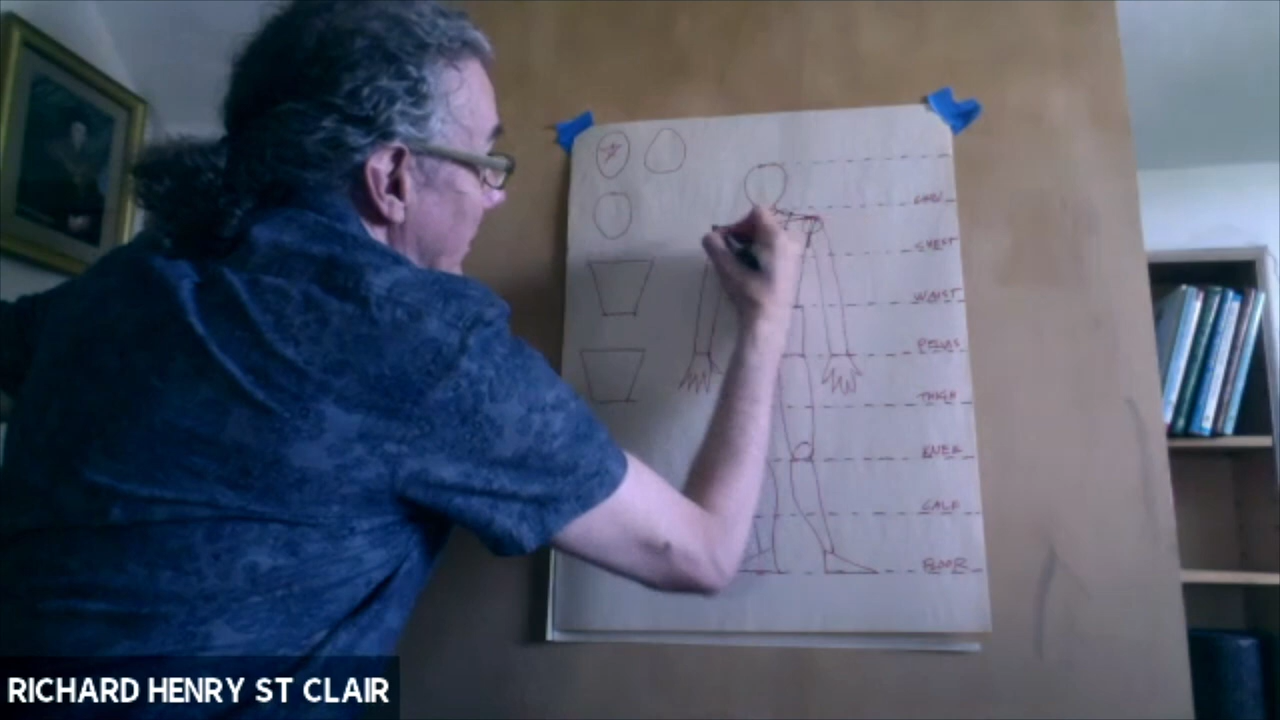 CHIN
CHEST
WAIST
PELVIS
THIGH
KNEE
CALF
FLOOR
RICHARD HENRY ST CLAIR